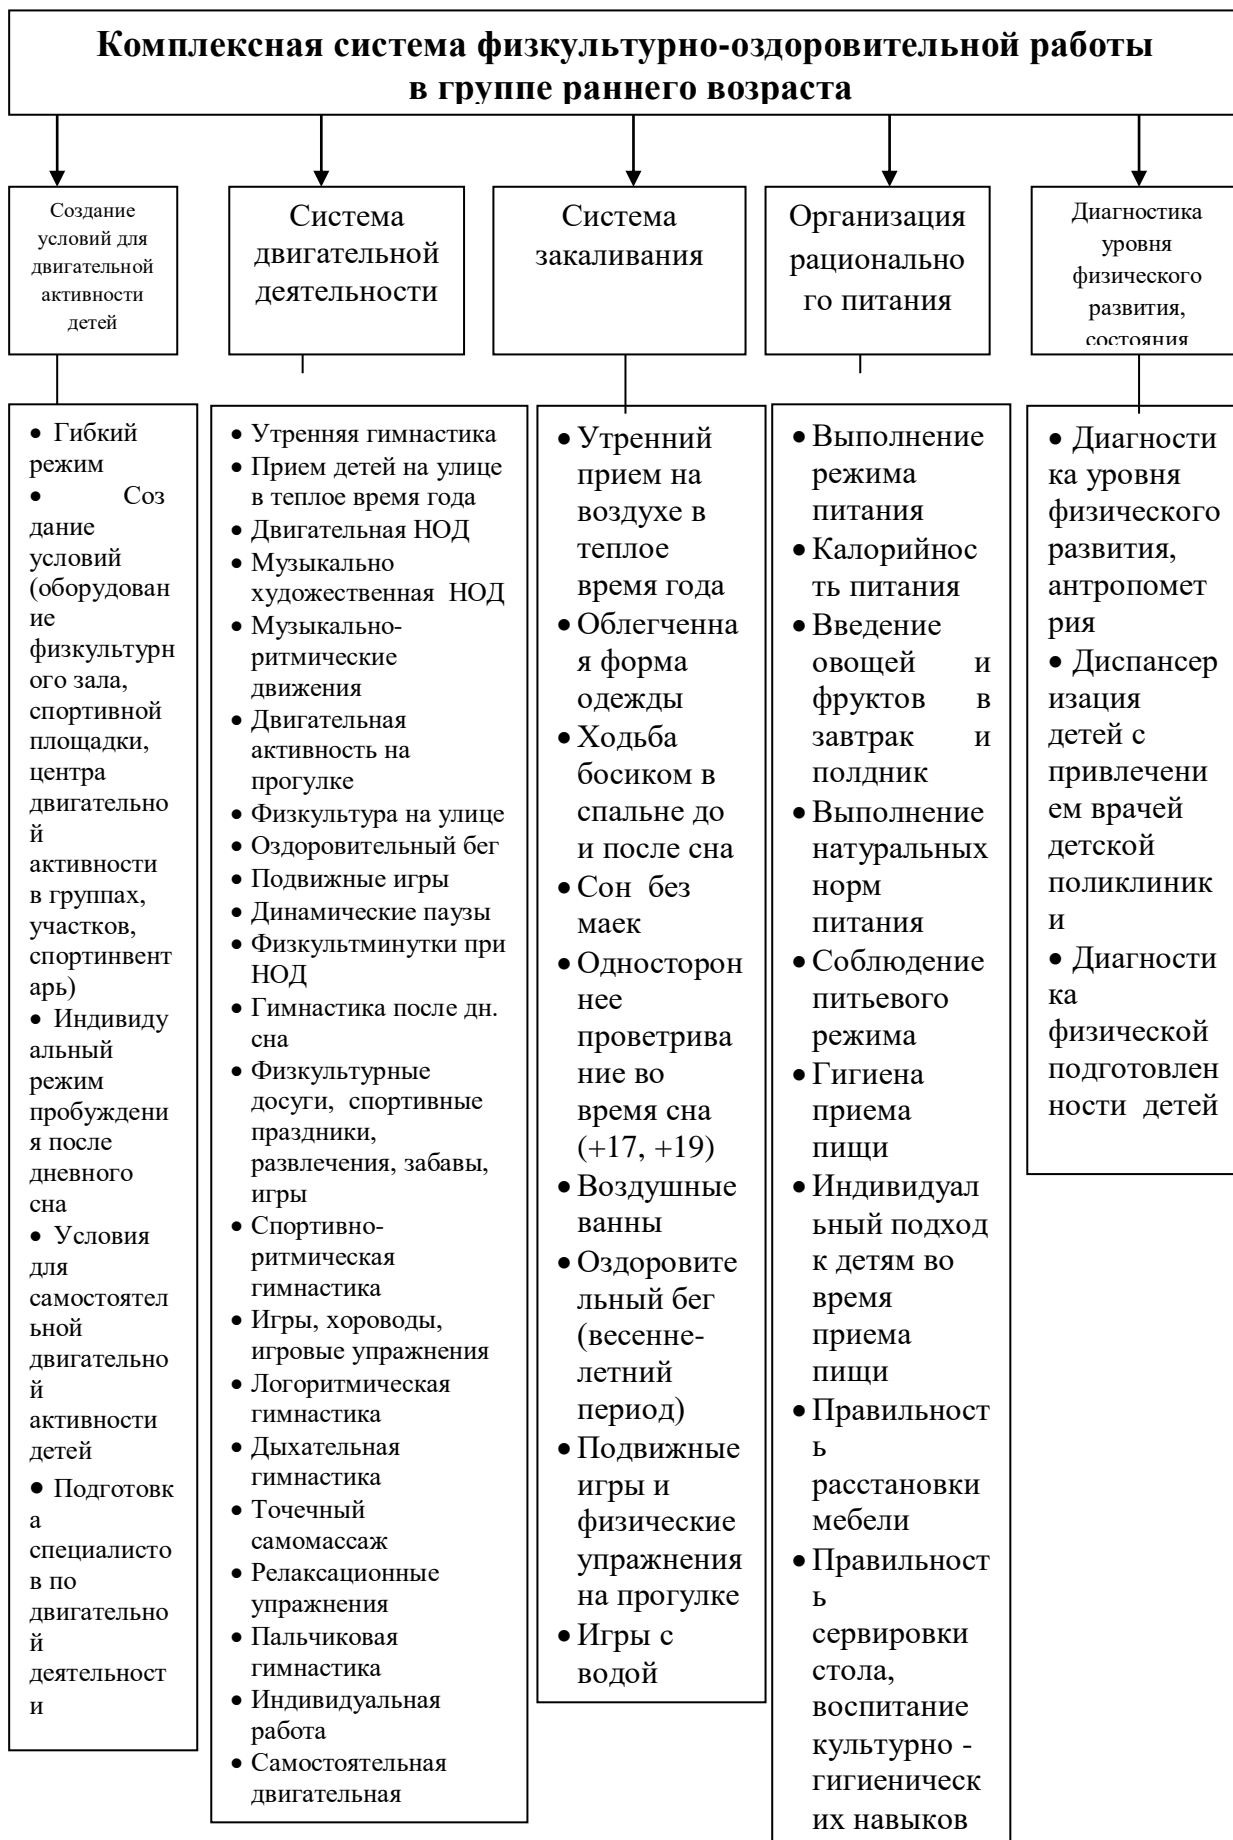 Комплексная система физкультурно-оздоровительной работы
в группе раннего возраста
Создание
условий для
двигательной
активности
детей
Система
двигательной
деятельности
Система
закаливания
Организация
рационально
го питания
Диагностика
уровня
физического
развития,
состояния
• Гибкий
режим
• Соз
дание
условий
(оборудован
ие
физкультурн
ого зала,
спортивной
площадки,
центра
двигательно
й
активности
в группах,
участков,
спортинвент
арь)
• Индивиду
альный
режим
пробуждени
я после
дневного
сна
• Условия
для
самостоятел
ьной
двигательно
й
активности
детей
• Подготовк
а
специалисто
в по
двигательно
й
деятельност
и
• Утренняя гимнастика
• Прием детей на улице
в теплое время года
• Двигательная НОД
• Музыкально
художественная НОД
• Музыкально-
ритмические
движения
• Двигательная
активность на
прогулке
• Физкультура на улице
• Оздоровительный бег
• Подвижные игры
• Динамические паузы
• Физкультминутки при
НОД
• Гимнастика после дн.
сна
• Физкультурные
досуги, спортивные
праздники,
развлечения, забавы,
игры
• Спортивно-
ритмическая
гимнастика
• Игры, хороводы,
игровые упражнения
• Логоритмическая
гимнастика
• Дыхательная
гимнастика
• Точечный
самомассаж
• Релаксационные
упражнения
• Пальчиковая
гимнастика
• Индивидуальная
работа
• Самостоятельная
двигательная
• Утренний
прием на
воздухе в
теплое
время года
• Облегченна
я форма
одежды
• Ходьба
босиком в
спальне до
и после сна
• Сон без
маек
• Односторон
нее
проветрива
ние во
время сна
(+17, +19)
• Воздушные
ванны
• Оздоровите
льный бег
(весенне-
летний
период)
• Подвижные
игры и
физические
упражнения
на прогулке
• Игры с
водой
• Выполнение
режима
питания
• Калорийнос
ть питания
• Введение
овощей и
фруктов в
завтрак и
полдник
• Выполнение
натуральных
норм
питания
• Соблюдение
питьевого
режима
• Гигиена
приема
пищи
• Индивидуал
ьный подход
к детям во
время
приема
пищи
• Правильност
ь
расстановки
мебели
• Правильност
ь
сервировки
стола,
воспитание
культурно -
гигиеническ
их навыков
• Диагности
ка уровня
физического
развития,
антропомет
рия
• Диспансер
изация
детей с
привлечени
ем врачей
детской
поликлиник
и
• Диагности
ка
физической
подготовлен
ности детей